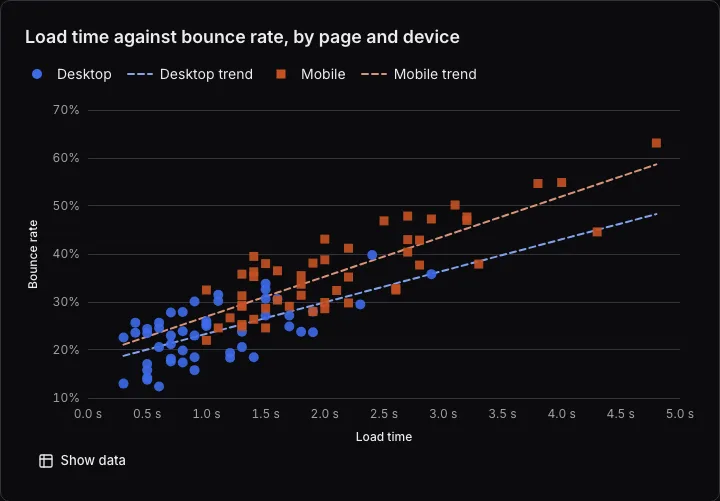 Load time against bounce rate, by page and device
Desktop
Desktop trend
Mobile
Mobile trend
Bounce rate
70%
60%
50%
40%
30%
20%
10%
0.0 s
0.5 s
1.0 s
1.5 s
2.0 s
2.5 s
3.0 s
3.5 s
4.0 s
4.5 s
5.0 s
Load time
Show data